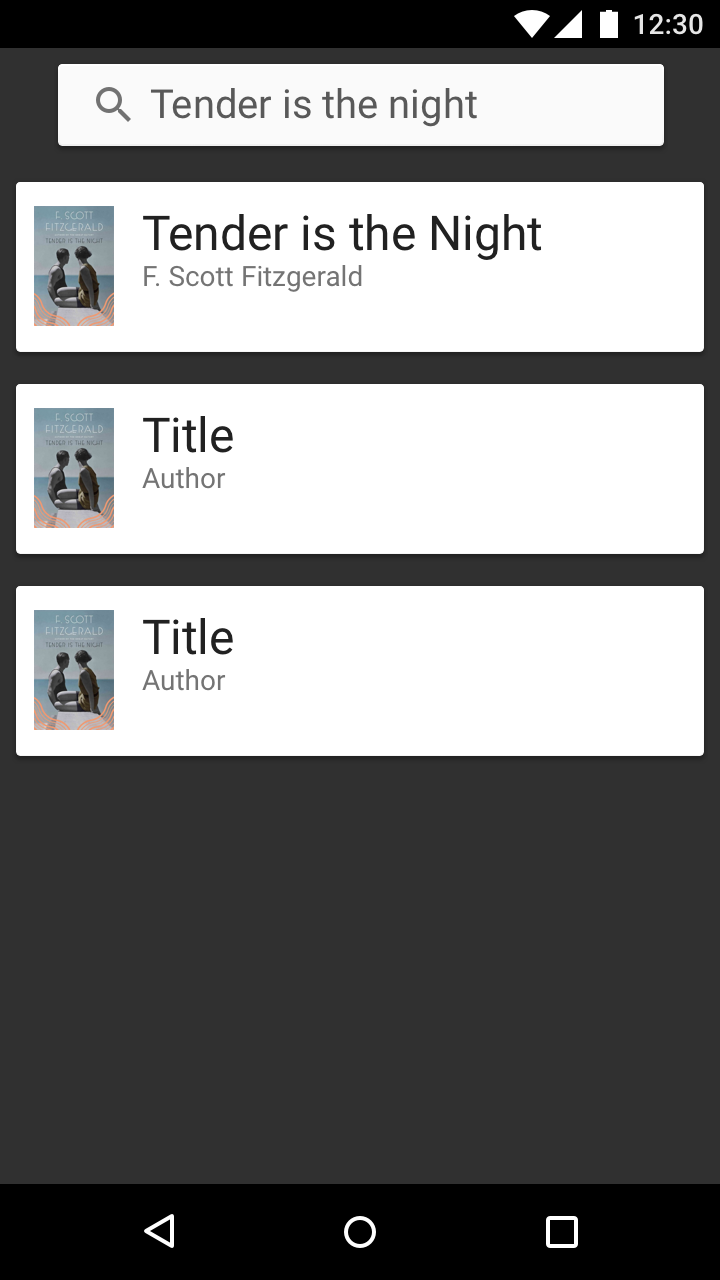 12:30
Tender is the night
F. SCOTT
FITZGERALD
TENDER IS THE NIGHT
Tender is the Night
F. Scott Fitzgerald
F. SCOTT
FITZGERALD
TENDER IS THE NIGHT
Title
Author
F. SCOTT
FITZGERALD
TENDER IS THE NIGHT
Title
Author